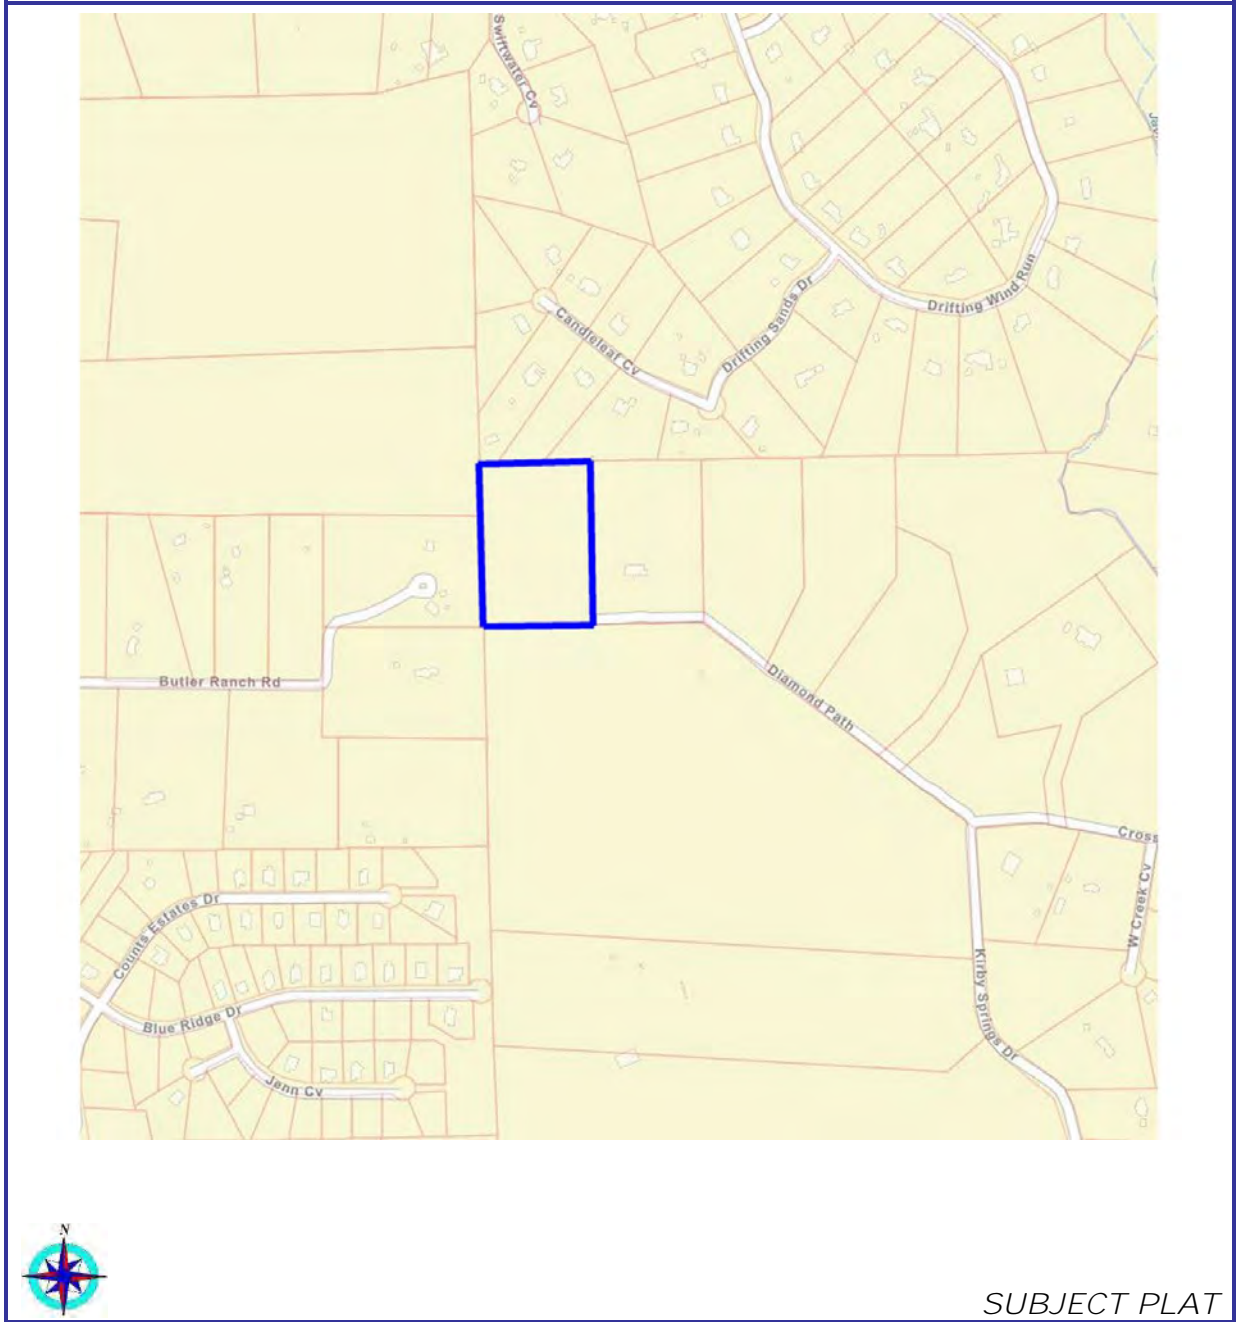 Swiftwater Cv
Drifting Wind Run
Drifting Sands Dr
Candleleaf Cv
Butler Ranch Rd
Diamond Path
Cross
W Creek Cv
Counts Estates Dr
Kirby Springs Dr
Blue Ridge Dr
Jann Cv
N
SUBJECT PLAT